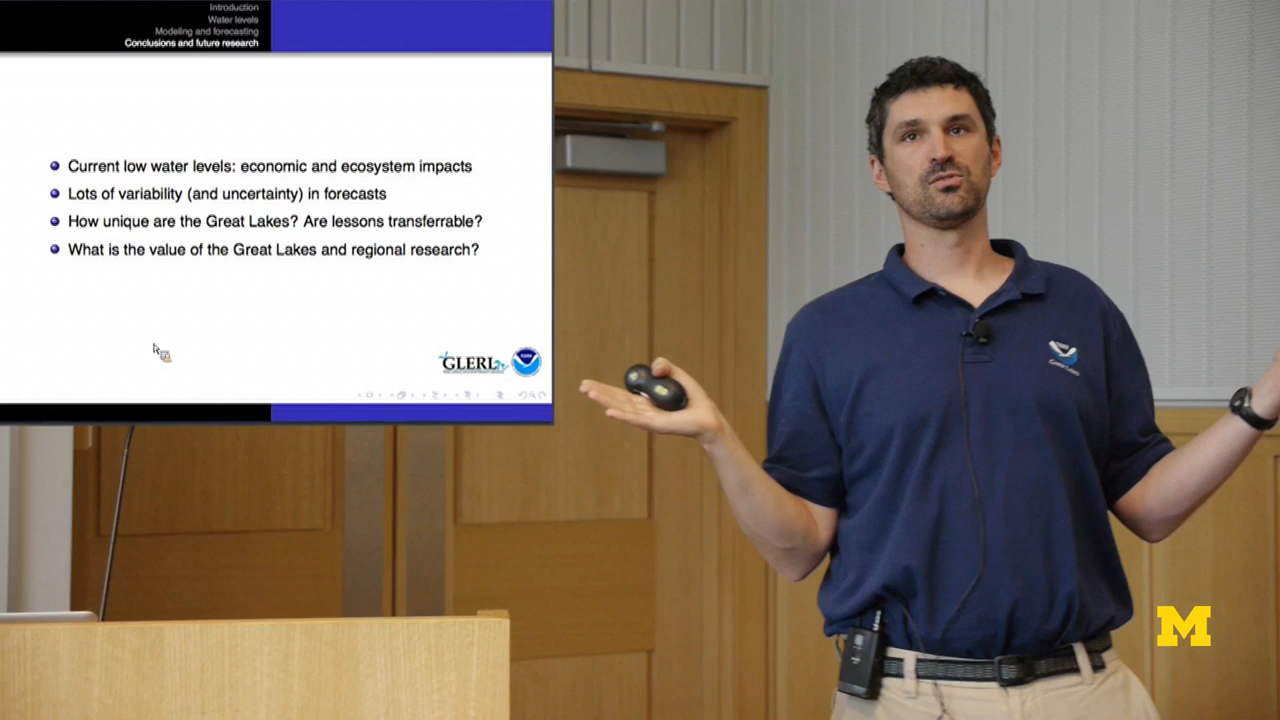 Introduction
Water levels
Modeling and forecasting
Conclusions and future research
Current low water levels: economic and ecosystem impacts
Lots of variability (and uncertainty) in forecasts
How unique are the Great Lakes? Are lessons transferrable?
What is the value of the Great Lakes and regional research?
GLERL
M